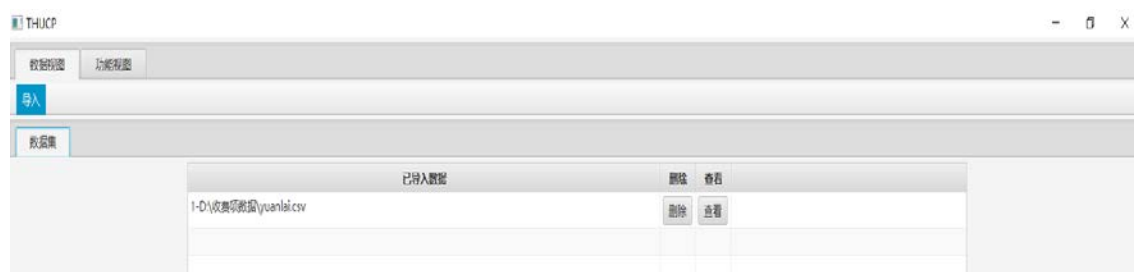 THUCP
数据视图 功能视图
导入
数据集
已导入数据 删除 查看
1-D:\收费项数据\yuanlai.csv 删除 查看